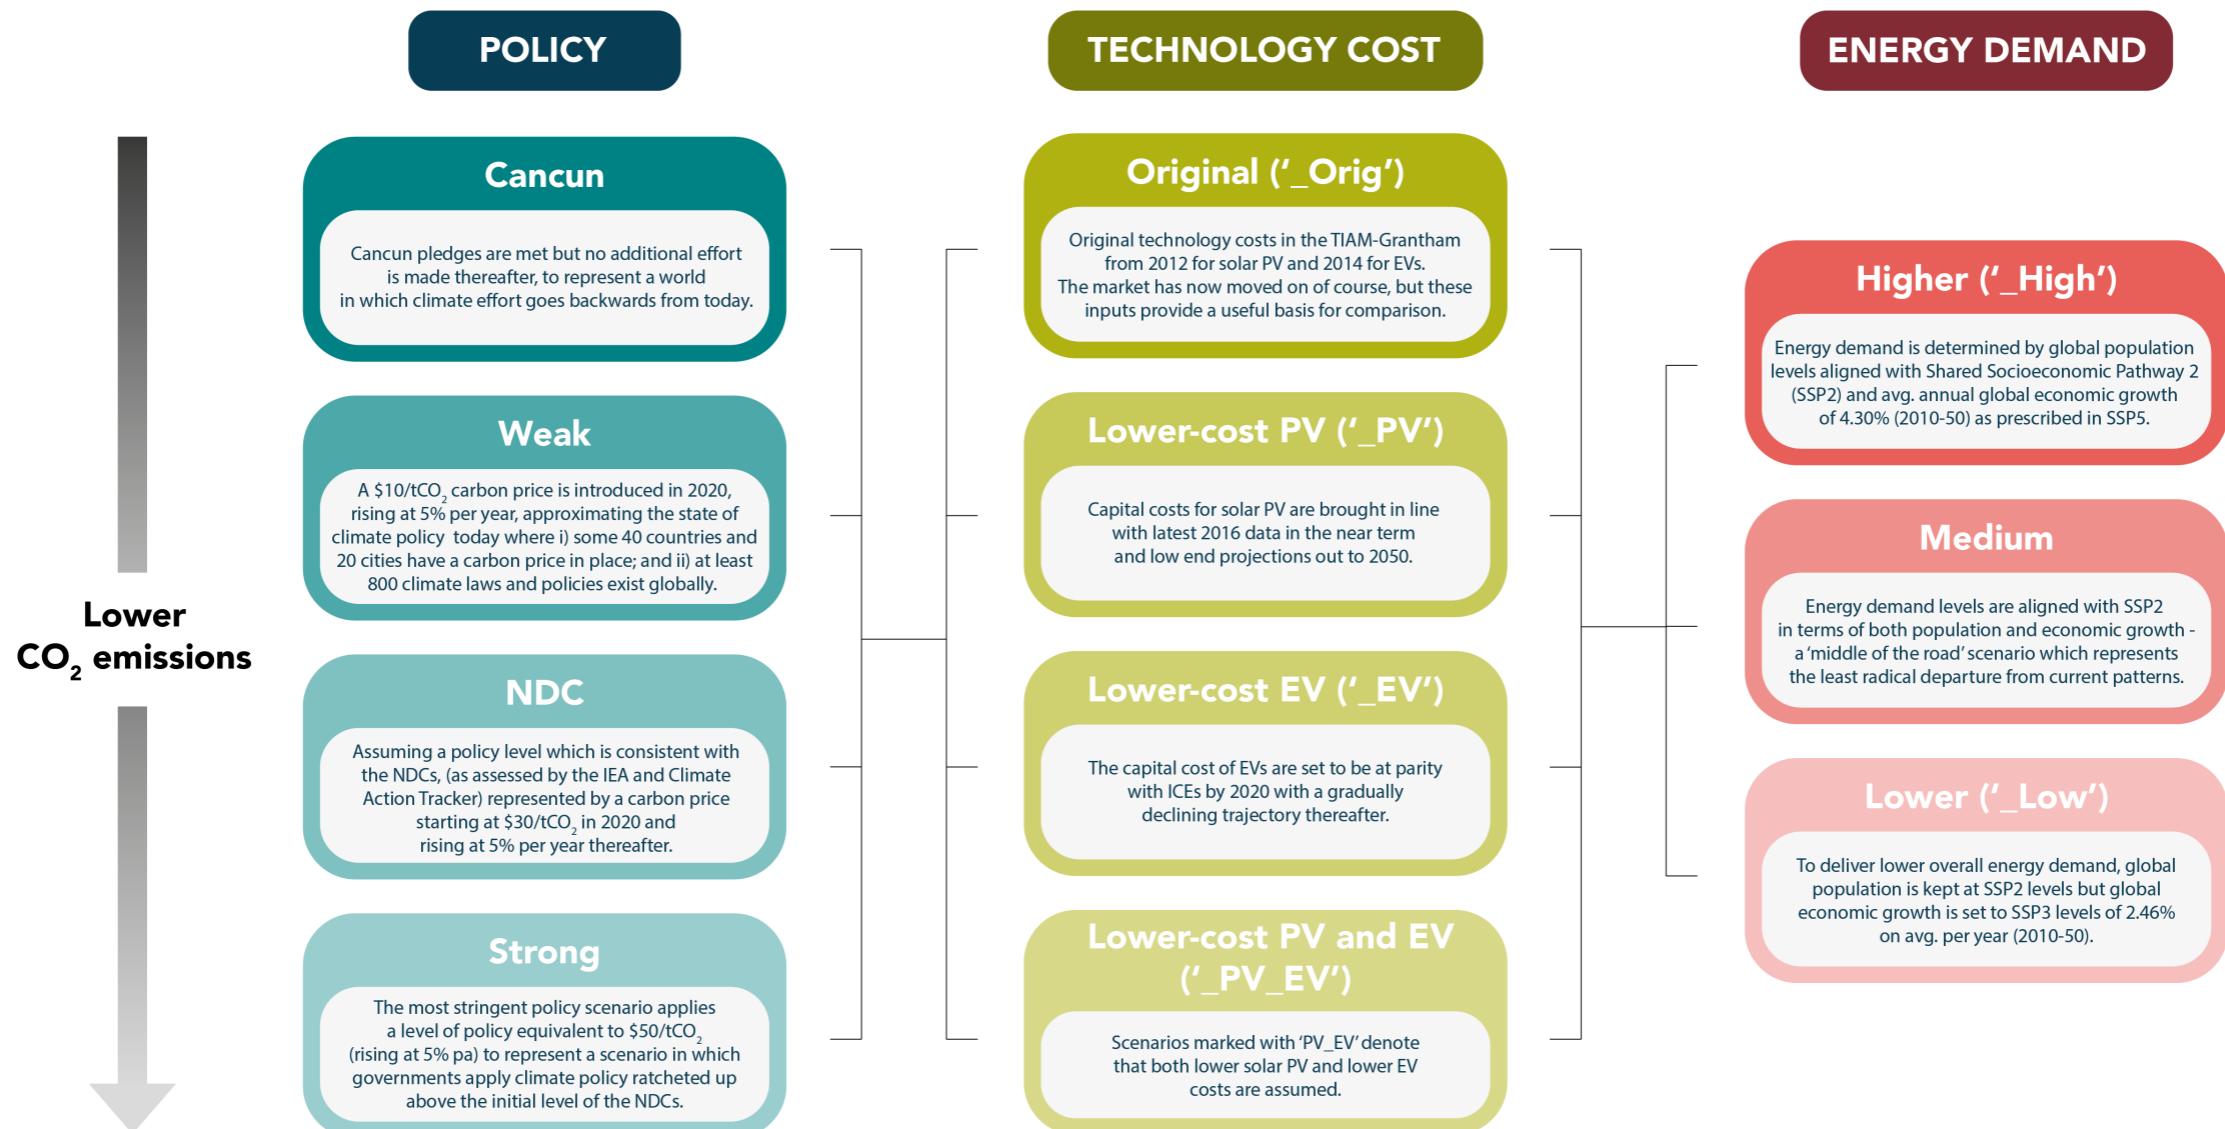 POLICY
TECHNOLOGY COST
ENERGY DEMAND
Lower
CO₂ emissions
Cancun
Cancun pledges are met but no additional effort
is made thereafter, to represent a world
in which climate effort goes backwards from today.
Weak
A $10/tCO₂ carbon price is introduced in 2020,
rising at 5% per year, approximating the state of
climate policy today where i) some 40 countries and
20 cities have a carbon price in place; and ii) at least
800 climate laws and policies exist globally.
NDC
Assuming a policy level which is consistent with
the NDCs, (as assessed by the IEA and Climate
Action Tracker) represented by a carbon price
starting at $30/tCO₂ in 2020 and
rising at 5% per year thereafter.
Strong
The most stringent policy scenario applies
a level of policy equivalent to $50/tCO₂
(rising at 5% pa) to represent a scenario in which
governments apply climate policy ratcheted up
above the initial level of the NDCs.
Original (‘_Orig’)
Original technology costs in the TIAM-Grantham
from 2012 for solar PV and 2014 for EVs.
The market has now moved on of course, but these
inputs provide a useful basis for comparison.
Lower-cost PV (‘_PV’)
Capital costs for solar PV are brought in line
with latest 2016 data in the near term
and low end projections out to 2050.
Lower-cost EV (‘_EV’)
The capital cost of EVs are set to be at parity
with ICEs by 2020 with a gradually
declining trajectory thereafter.
Lower-cost PV and EV
(‘_PV_EV’)
Scenarios marked with ‘PV_EV’ denote
that both lower solar PV and lower EV
costs are assumed.
Higher (‘_High’)
Energy demand is determined by global population
levels aligned with Shared Socioeconomic Pathway 2
(SSP2) and avg. annual global economic growth
of 4.30% (2010-50) as prescribed in SSP5.
Medium
Energy demand levels are aligned with SSP2
in terms of both population and economic growth -
a ‘middle of the road’ scenario which represents
the least radical departure from current patterns.
Lower (‘_Low’)
To deliver lower overall energy demand, global
population is kept at SSP2 levels but global
economic growth is set to SSP3 levels of 2.46%
on avg. per year (2010-50).